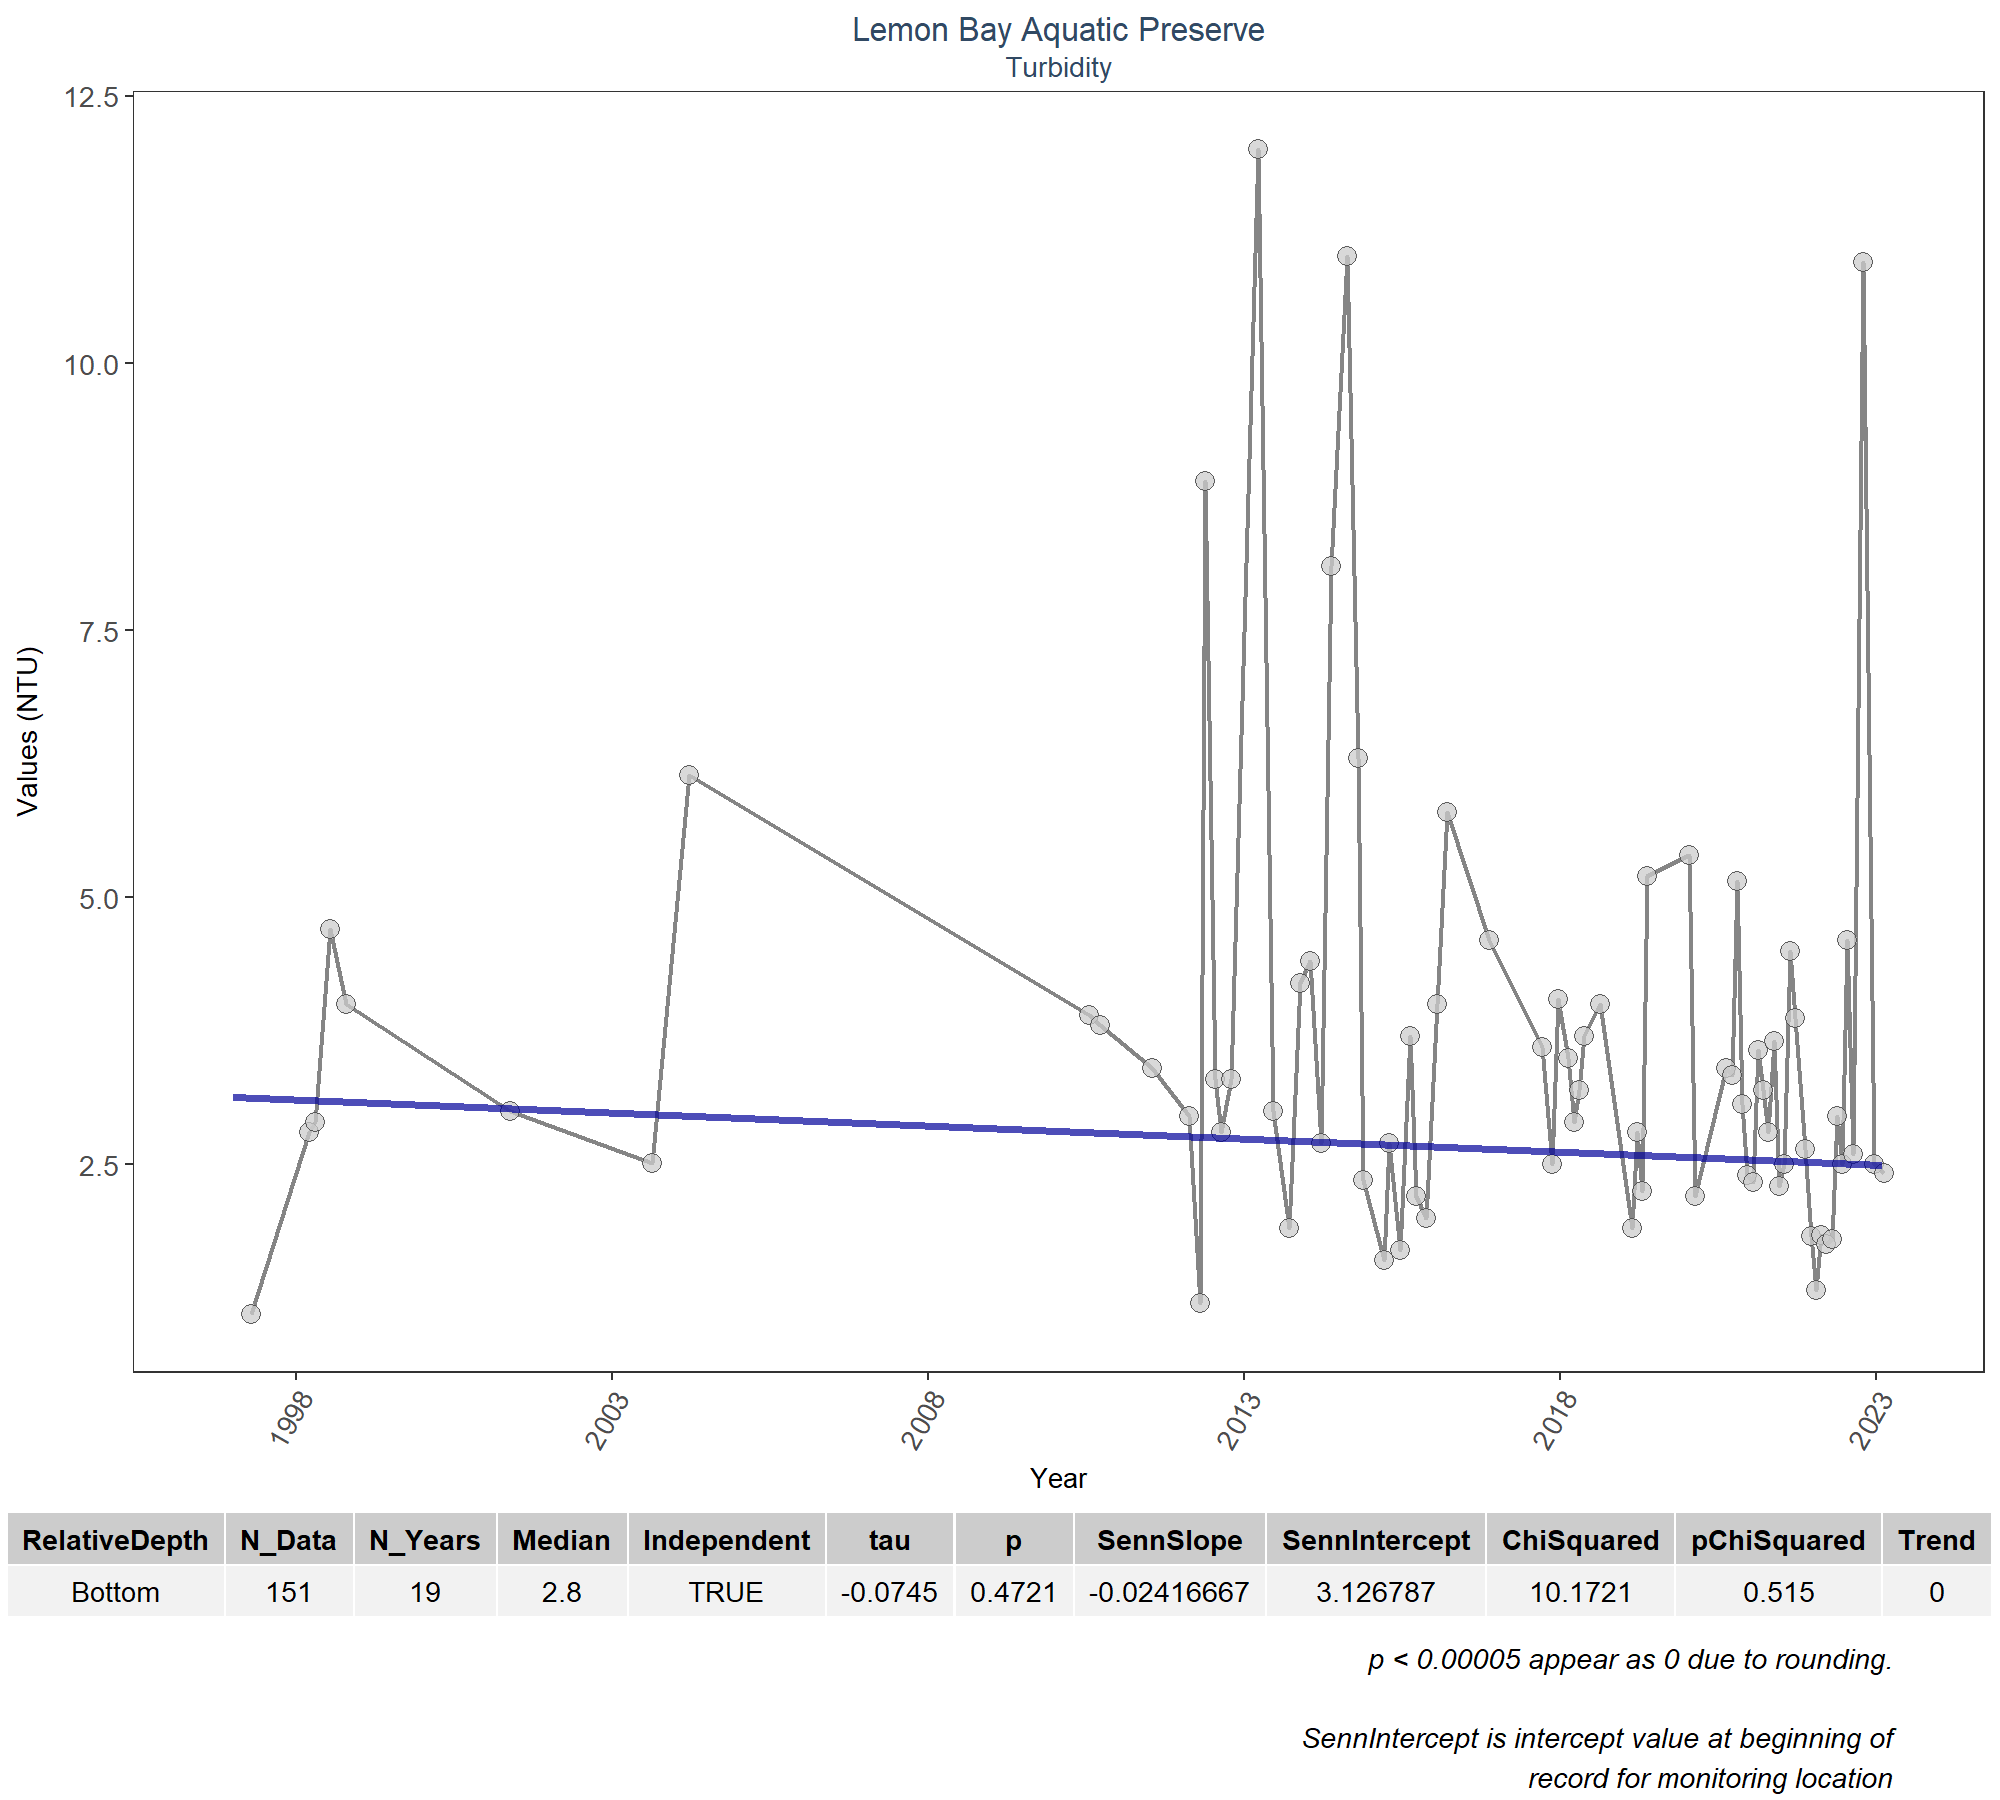 Lemon Bay Aquatic Preserve
Turbidity
12.5
10.0
7.5
5.0
2.5
Values (NTU)
1998 2003 2008 2013 2018 2023
Year
RelativeDepth N_Data N_Years Median Independent tau p SennSlope SennIntercept ChiSquared pChiSquared Trend
Bottom 151 19 2.8 TRUE -0.0745 0.4721 -0.02416667 3.126787 10.1721 0.515 0
p < 0.00005 appear as 0 due to rounding.
SennIntercept is intercept value at beginning of
record for monitoring location